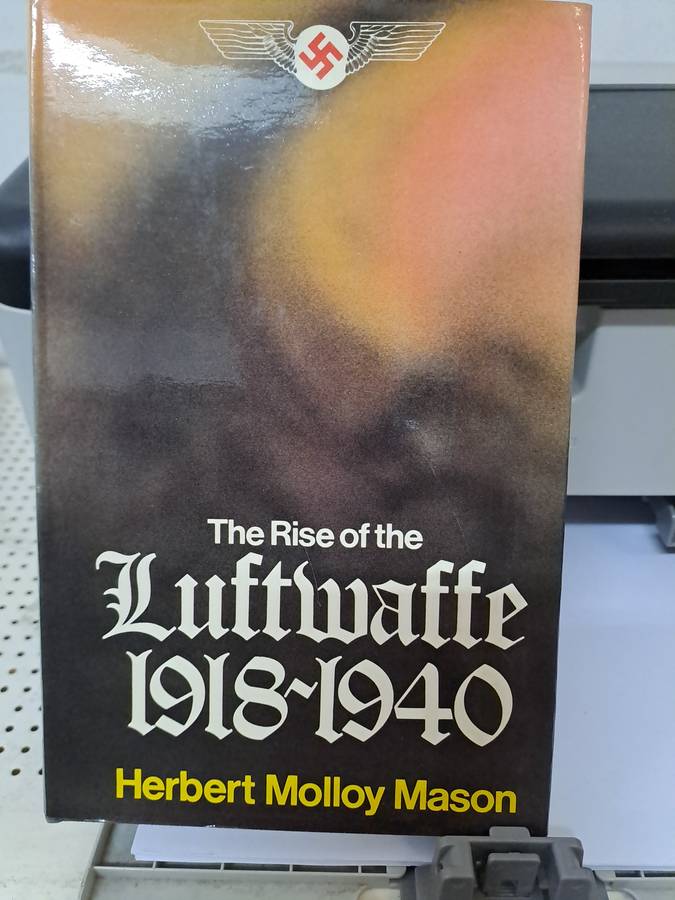 The Rise of the
Luftwaffe
1918-1940
Herbert Molloy Mason